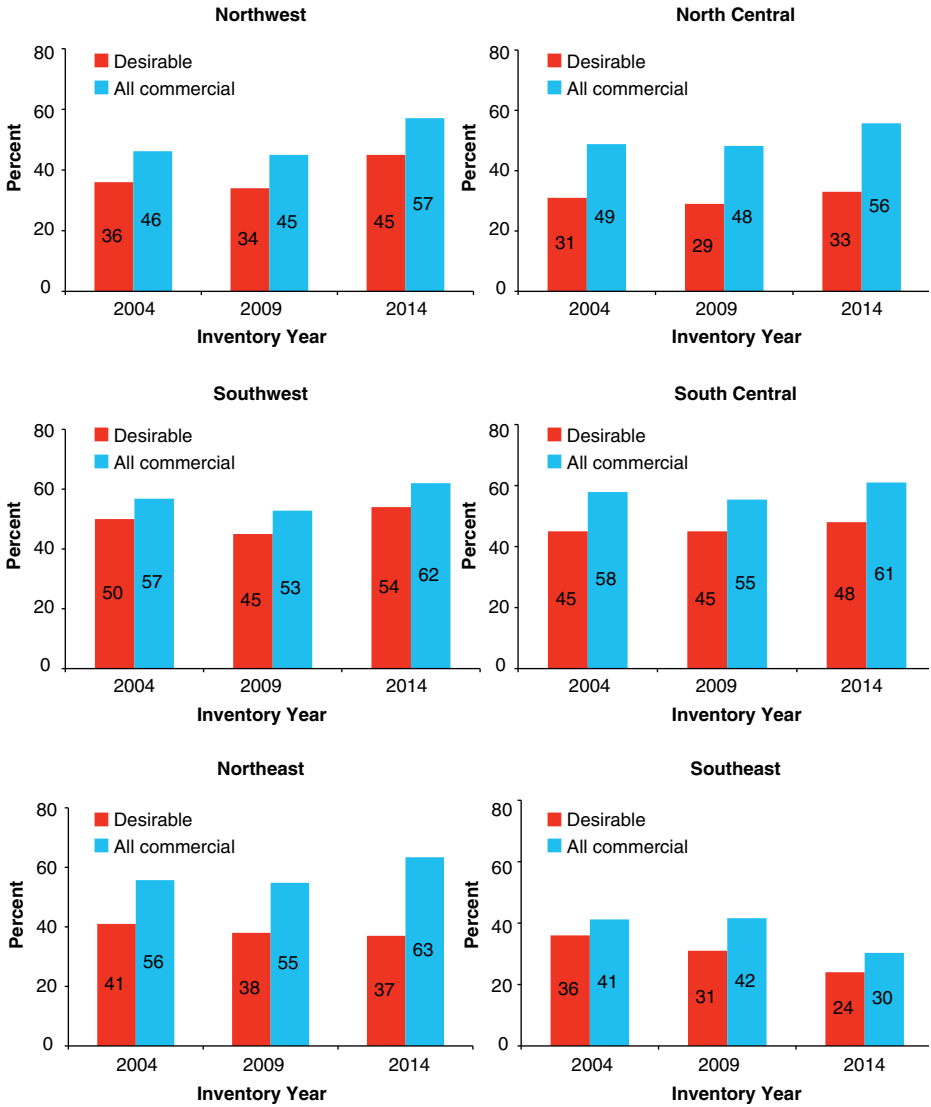 Northwest
80
60
40
20
0
Percent
Desirable
All commercial
36
46
34
45
45
57
2004
2009
2014
Inventory Year
North Central
80
60
40
20
0
Percent
Desirable
All commercial
31
49
29
48
33
56
2004
2009
2014
Inventory Year
Southwest
80
60
40
20
0
Percent
Desirable
All commercial
50
57
45
53
54
62
2004
2009
2014
Inventory Year
South Central
80
60
40
20
0
Percent
Desirable
All commercial
45
58
45
55
48
61
2004
2009
2014
Inventory Year
Northeast
80
60
40
20
0
Percent
Desirable
All commercial
41
56
38
55
37
63
2004
2009
2014
Inventory Year
Southeast
80
60
40
20
0
Percent
Desirable
All commercial
36
41
31
42
24
30
2004
2009
2014
Inventory Year